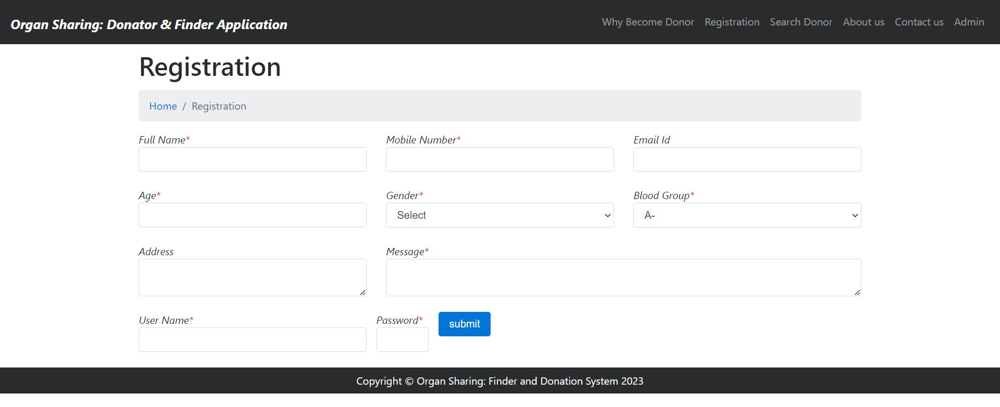 Organ Sharing: Donator & Finder Application
Why Become Donor Registration Search Donor About us Contact us Admin
Registration
Home / Registration
Full Name* Mobile Number* Email Id
Age* Gender* Blood Group*
Select A-
Address Message*
User Name* Password* submit
Copyright © Organ Sharing: Finder and Donation System 2023